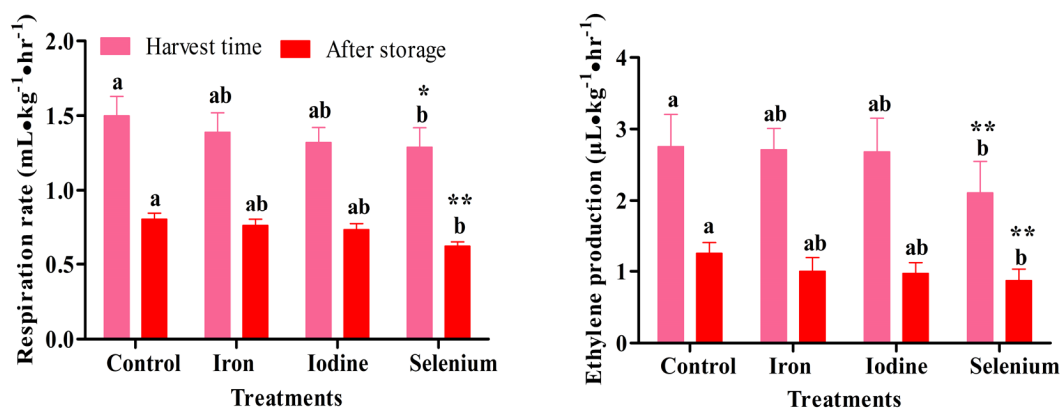 Respiration rate (mL●kg⁻¹●hr⁻¹)
2.0
1.5
1.0
0.5
0.0
Harvest time
After storage
a
ab
ab
*
b
a
ab
ab
**
b
Control
Iron
Iodine
Selenium
Treatments
Ethylene production (µL●kg⁻¹●hr⁻¹)
4
3
2
1
0
a
ab
ab
**
b
a
ab
ab
**
b
Control
Iron
Iodine
Selenium
Treatments